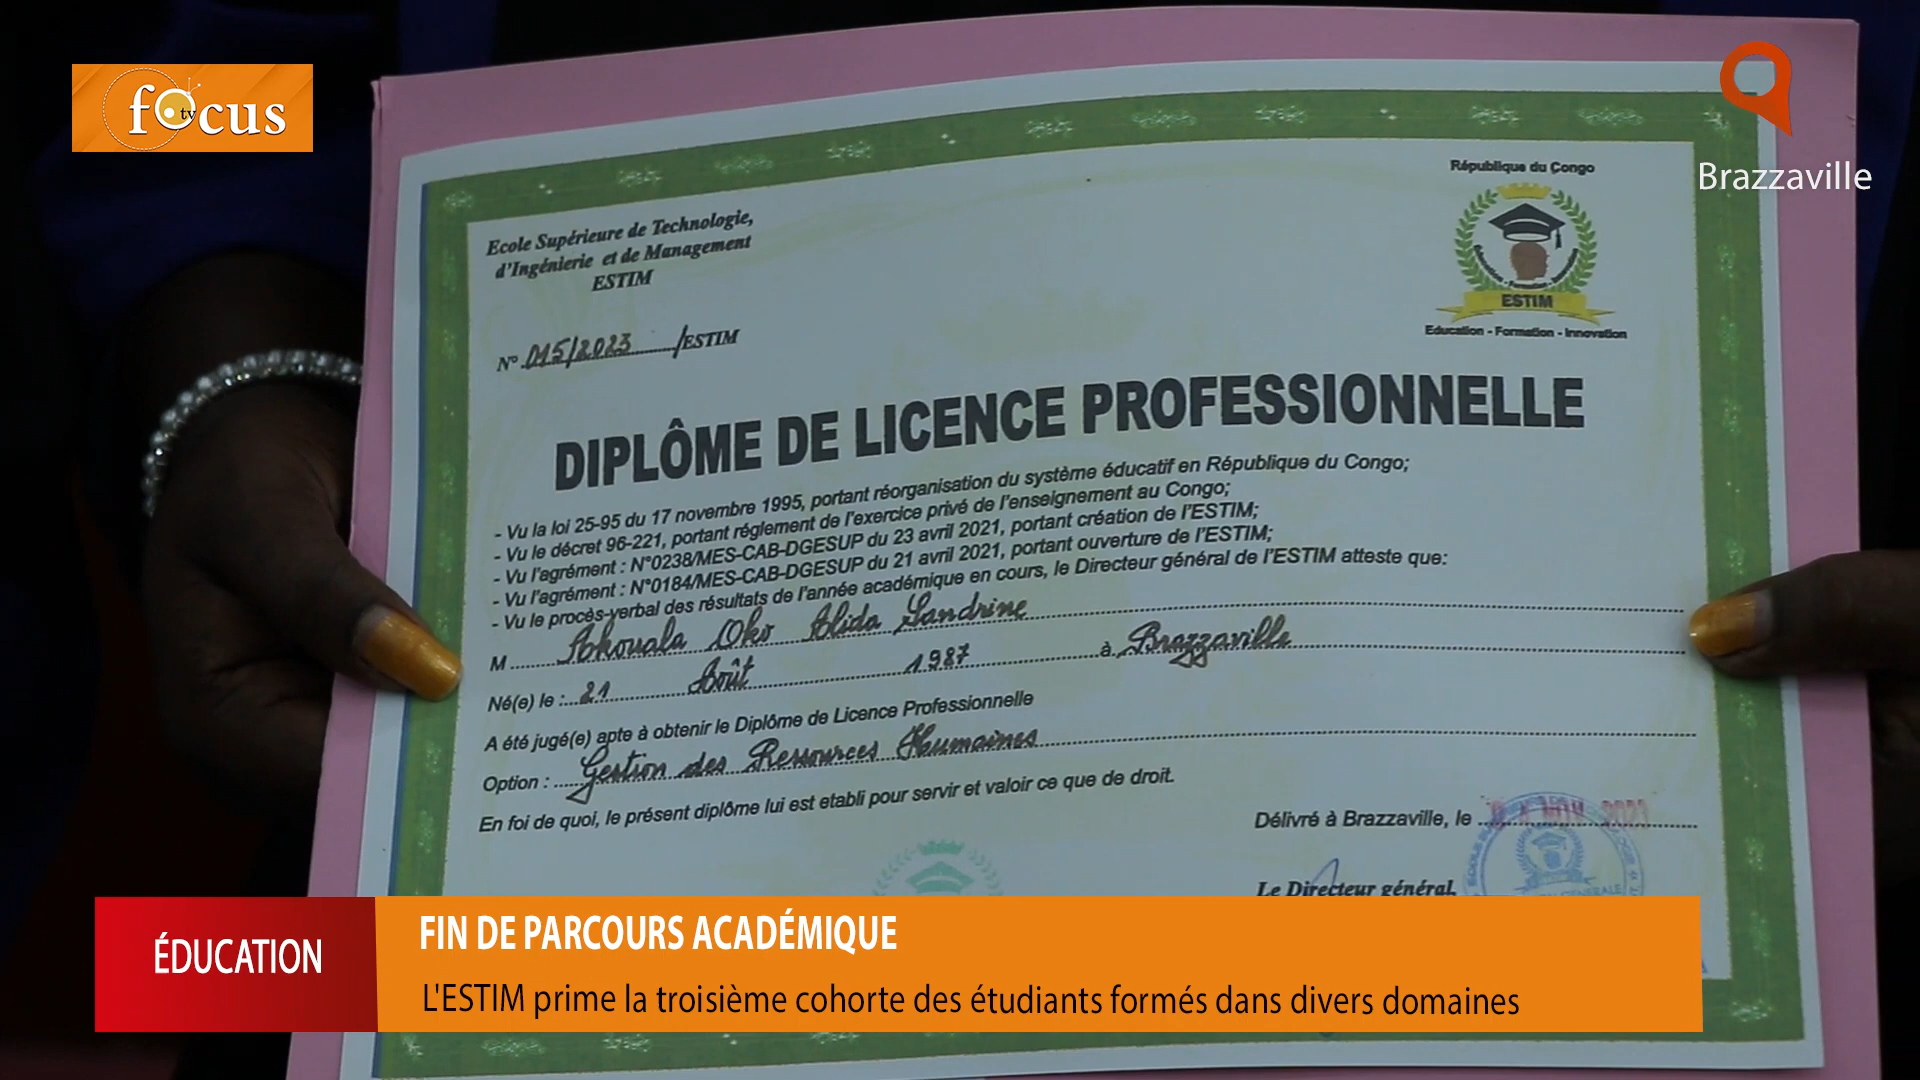 focus
tv
Brazzaville
République du Congo
Ecole Supérieure de Technologie,
d'Ingénierie et de Management
ESTIM
ESTIM
Education - Formation - Innovation
N° 015/2023 /ESTIM
DIPLÔME DE LICENCE PROFESSIONNELLE
- Vu la loi 25-95 du 17 novembre 1995, portant réorganisation du système éducatif en République du Congo;
- Vu le décret 96-221, portant réglement de l'exercice privé de l'enseignement au Congo;
- Vu l'agrément : N°0238/MES-CAB-DGESUP du 23 avril 2021, portant création de l'ESTIM;
- Vu l'agrément : N°0184/MES-CAB-DGESUP du 21 avril 2021, portant ouverture de l'ESTIM;
- Vu le procès-verbal des résultats de l'année académique en cours, le Directeur général de l'ESTIM atteste que:
M Akouala Oko Alida Sandrine
Né(e) le : 21 Août 1987 à Brazzaville
A été jugé(e) apte à obtenir le Diplôme de Licence Professionnelle
Option : Gestion des Ressources Humaines
En foi de quoi, le présent diplôme lui est etabli pour servir et valoir ce que de droit.
Délivré à Brazzaville, le
Le Directeur général,
ÉDUCATION
FIN DE PARCOURS ACADÉMIQUE
L'ESTIM prime la troisième cohorte des étudiants formés dans divers domaines